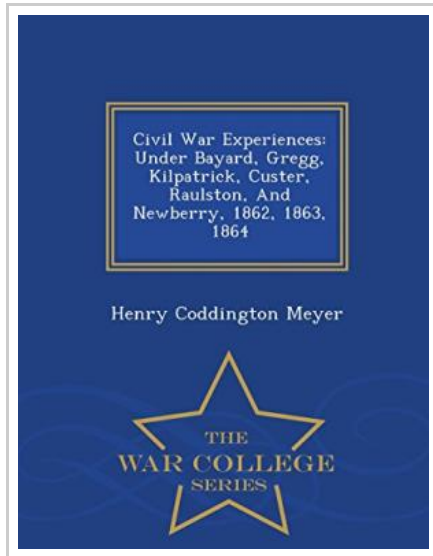 Civil War Experiences:
Under Bayard, Gregg,
Kilpatrick, Custer,
Raulston, And
Newberry, 1862, 1863,
1864
Henry Coddington Meyer
THE
WAR COLLEGE
SERIES